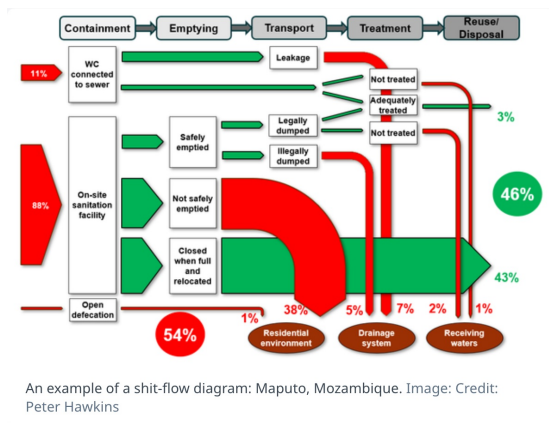 Containment
Emptying
Transport
Treatment
Reuse/
Disposal
11%
WC
connected
to sewer
Leakage
Not treated
Adequately
treated
3%
Legally
dumped
Not treated
Safely
emptied
Illegally
dumped
88%
On-site
sanitation
facility
Not safely
emptied
46%
Closed
when full
and
relocated
43%
Open
defecation
54%
1%
38%
5%
7%
2%
1%
Residential
environment
Drainage
system
Receiving
waters
An example of a shit-flow diagram: Maputo, Mozambique. Image: Credit:
Peter Hawkins